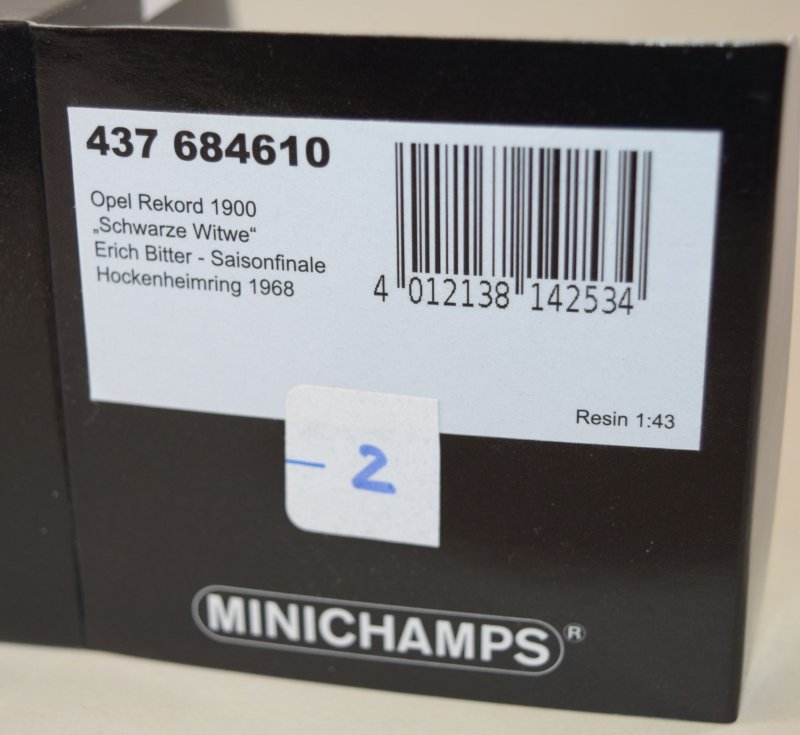 437 684610
Opel Rekord 1900
„Schwarze Witwe“
Erich Bitter - Saisonfinale
Hockenheimring 1968
4 012138 142534
Resin 1:43
- 2
MINICHAMPS®